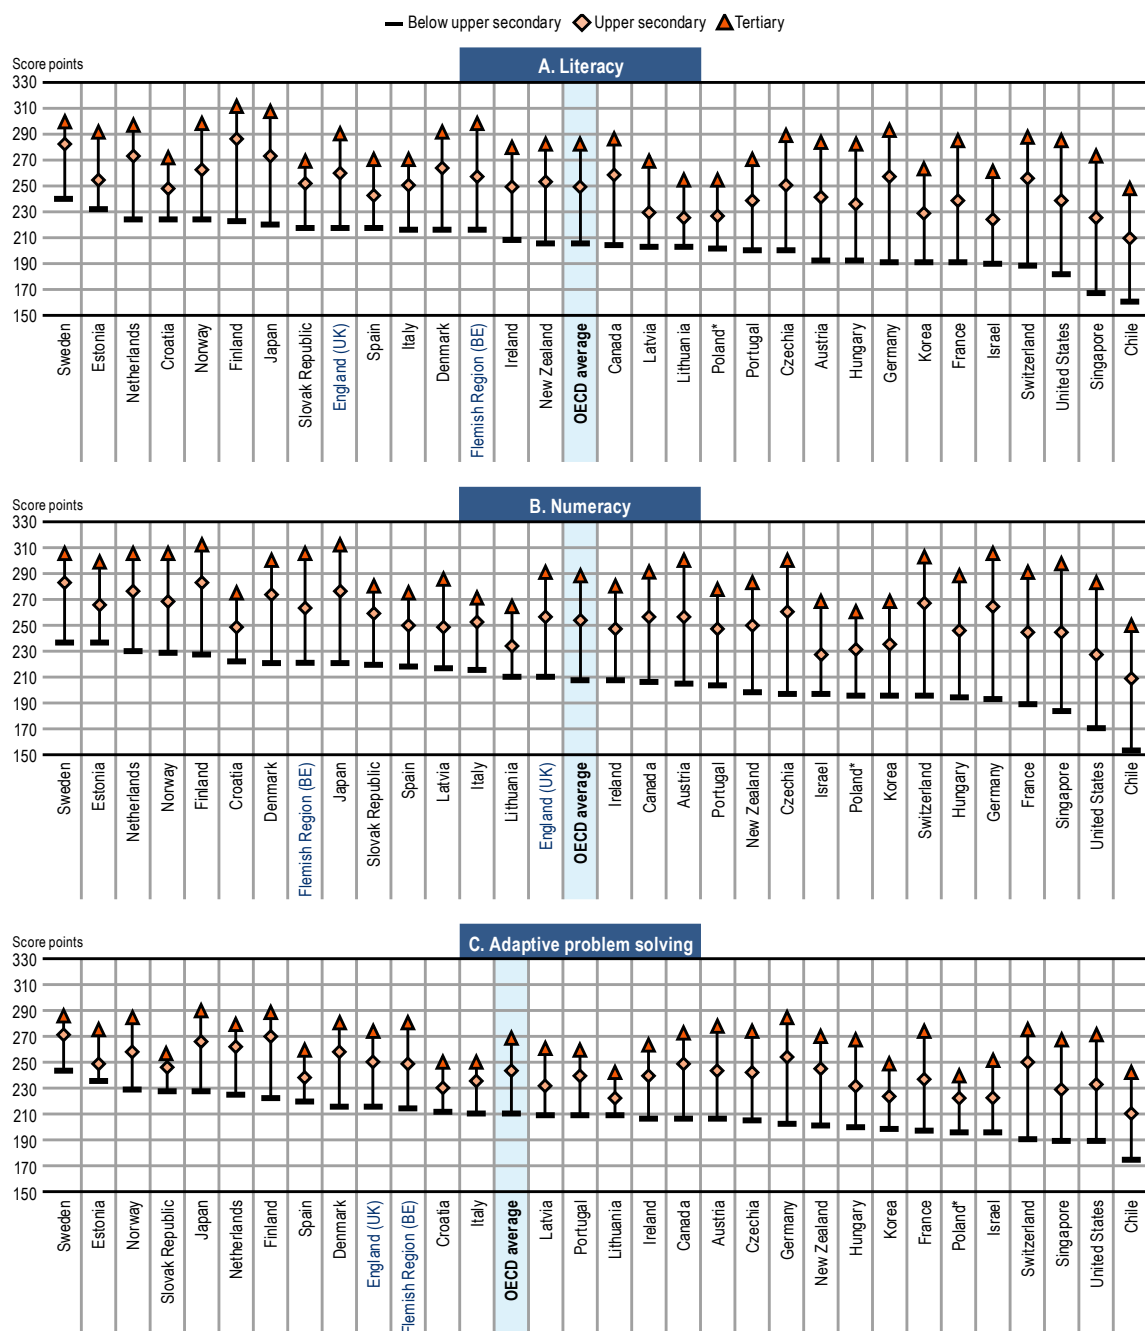 Below upper secondary Upper secondary Tertiary
A. Literacy
Score points
330
310
290
270
250
230
210
190
170
150
Sweden
Estonia
Netherlands
Croatia
Norway
Finland
Japan
Slovak Republic
England (UK)
Spain
Italy
Denmark
Flemish Region (BE)
Ireland
New Zealand
OECD average
Canada
Latvia
Lithuania
Poland*
Portugal
Czechia
Austria
Hungary
Germany
Korea
France
Israel
Switzerland
United States
Singapore
Chile
B. Numeracy
Score points
330
310
290
270
250
230
210
190
170
150
Sweden
Estonia
Netherlands
Norway
Finland
Croatia
Denmark
Flemish Region (BE)
Japan
Slovak Republic
Spain
Latvia
Italy
Lithuania
England (UK)
OECD average
Ireland
Canada
Austria
Portugal
New Zealand
Czechia
Israel
Poland*
Korea
Switzerland
Hungary
Germany
France
Singapore
United States
Chile
C. Adaptive problem solving
Score points
330
310
290
270
250
230
210
190
170
150
Sweden
Estonia
Norway
Slovak Republic
Japan
Netherlands
Finland
Spain
Denmark
England (UK)
Flemish Region (BE)
Croatia
Italy
OECD average
Latvia
Portugal
Lithuania
Ireland
Canada
Austria
Czechia
Germany
New Zealand
Hungary
Korea
France
Poland*
Israel
Switzerland
Singapore
United States
Chile